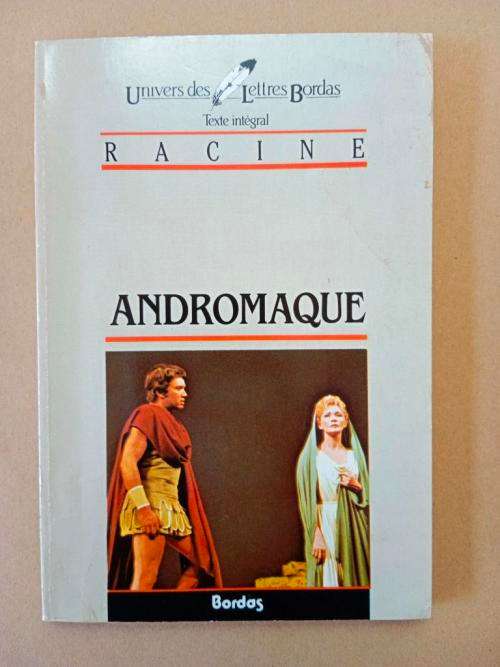 Univers des Lettres Bordas
Texte intégral
RACINE
ANDROMAQUE
Bordas